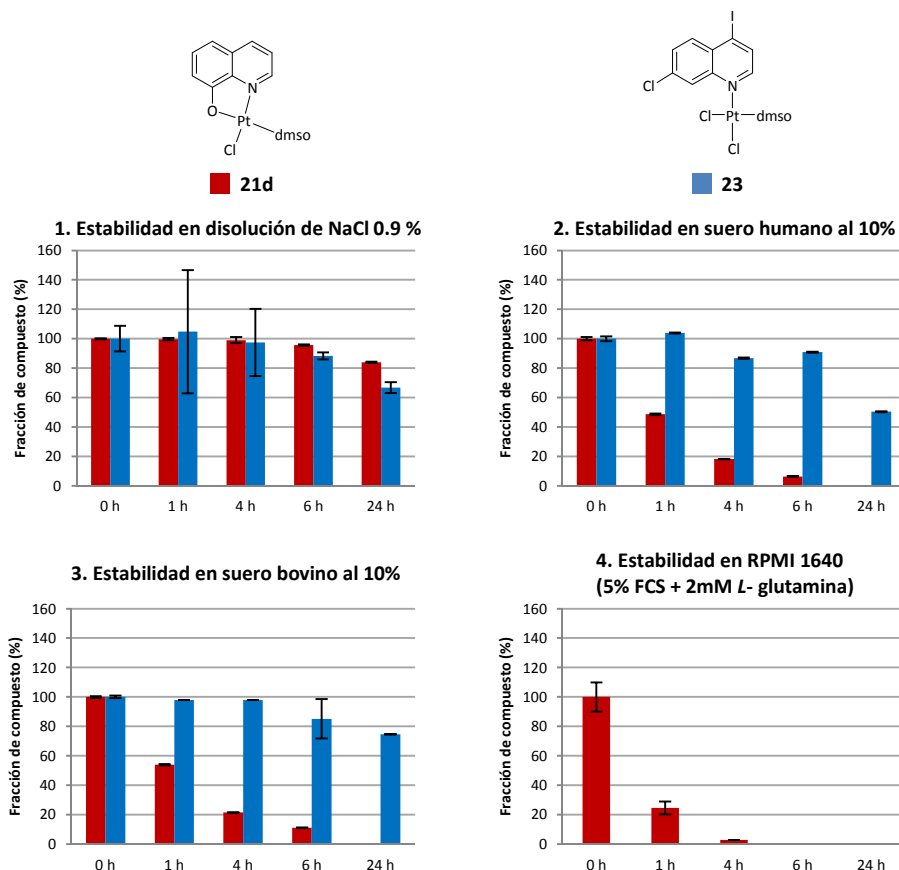 I
N
O
Pt
dmso
Cl
Cl
N
Cl
Pt
dmso
Cl
21d
23
1. Estabilidad en disolución de NaCl 0.9 %
Fracción de compuesto (%)
160
140
120
100
80
60
40
20
0
0 h 1 h 4 h 6 h 24 h
2. Estabilidad en suero humano al 10%
Fracción de compuesto (%)
160
140
120
100
80
60
40
20
0
0 h 1 h 4 h 6 h 24 h
3. Estabilidad en suero bovino al 10%
Fracción de compuesto (%)
160
140
120
100
80
60
40
20
0
0 h 1 h 4 h 6 h 24 h
4. Estabilidad en RPMI 1640
(5% FCS + 2mM L- glutamina)
Fracción de compuesto (%)
160
140
120
100
80
60
40
20
0
0 h 1 h 4 h 6 h 24 h